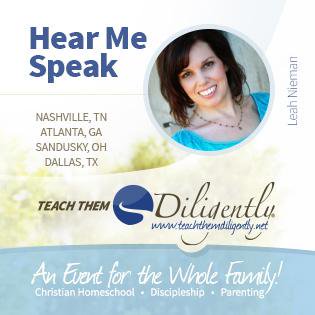 Hear Me
Speak
Leah Nieman
NASHVILLE, TN
ATLANTA, GA
SANDUSKY, OH
DALLAS, TX
TEACH THEM Diligently®
www.teachthemdiligently.net
An Event for the Whole Family!
Christian Homeschool • Discipleship • Parenting